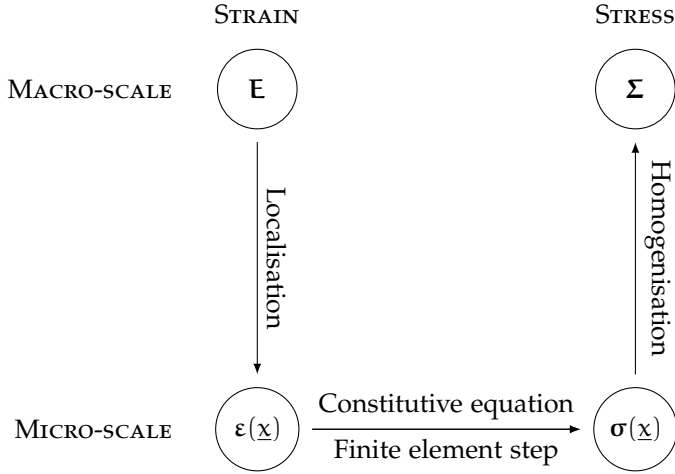 STRAIN STRESS
MACRO-SCALE E Σ
Localisation
Homogenisation
Constitutive equation
MICRO-SCALE ε(x) σ(x)
Finite element step